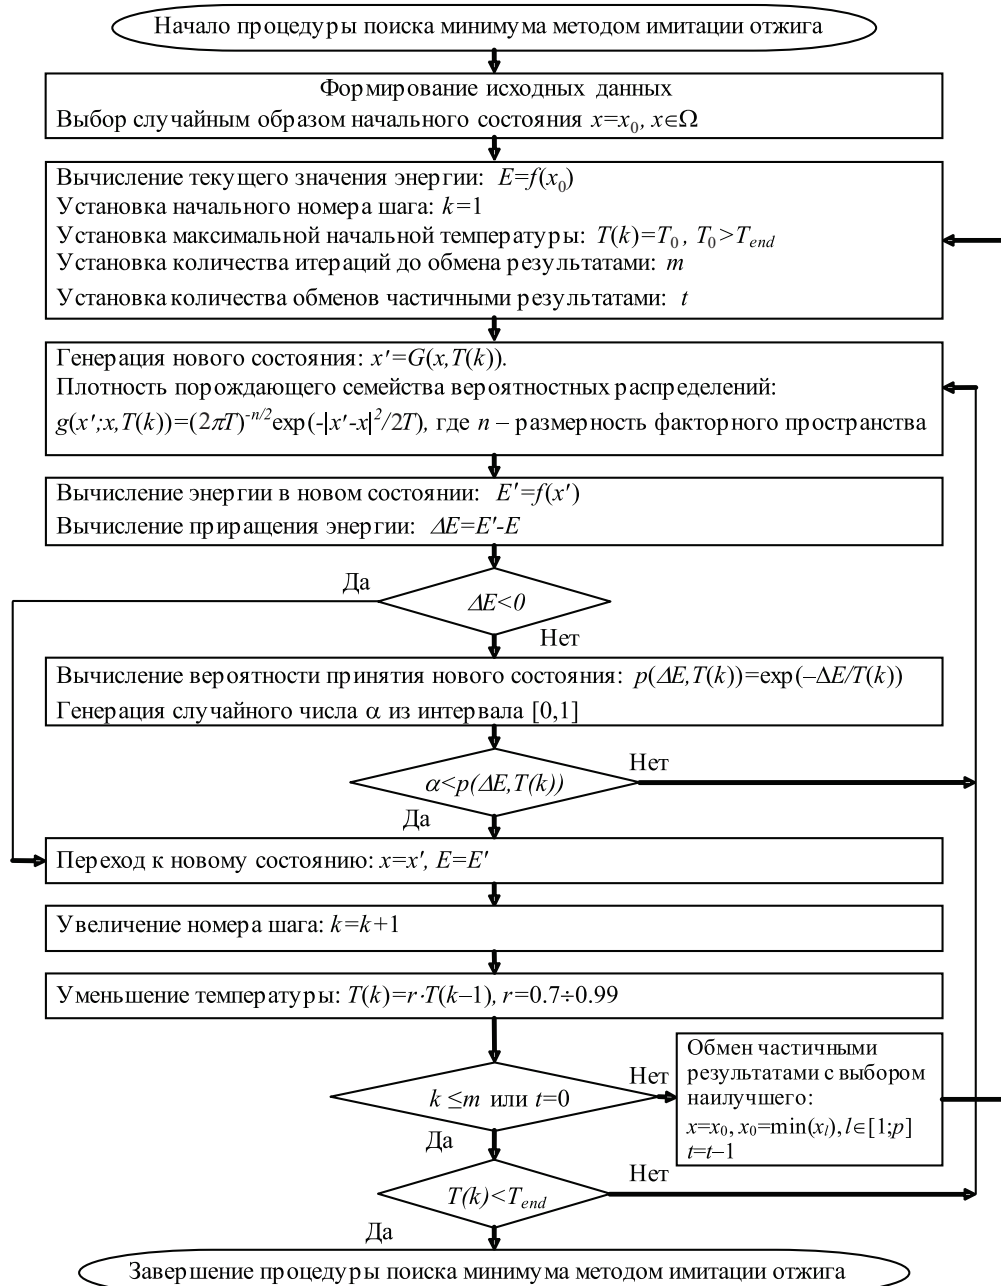 Начало процедуры поиска минимума методом имитации отжига
Формирование исходных данных
Выбор случайным образом начального состояния x=x₀, x∈Ω
Вычисление текущего значения энергии: E=f(x₀)
Установка начального номера шага: k=1
Установка максимальной начальной температуры: T(k)=T₀, T₀>T_end
Установка количества итераций до обмена результатами: m
Установка количества обменов частичными результатами: t
Генерация нового состояния: x'=G(x,T(k)).
Плотность порождающего семейства вероятностных распределений:
g(x';x,T(k))=(2πT)^(-n/2)exp(-|x'-x|²/2T), где n – размерность факторного пространства
Вычисление энергии в новом состоянии: E'=f(x')
Вычисление приращения энергии: ΔE=E'-E
Да
ΔE<0
Нет
Вычисление вероятности принятия нового состояния: p(ΔE,T(k))=exp(–ΔE/T(k))
Генерация случайного числа α из интервала [0,1]
Нет
α<p(ΔE,T(k))
Да
Переход к новому состоянию: x=x', E=E'
Увеличение номера шага: k=k+1
Уменьшение температуры: T(k)=r·T(k–1), r=0.7÷0.99
k ≤m или t=0
Нет
Обмен частичными
результатами с выбором
наилучшего:
x=x₀, x₀=min(x_l), l∈[1;p]
t=t–1
Да
T(k)<T_end
Нет
Да
Завершение процедуры поиска минимума методом имитации отжига